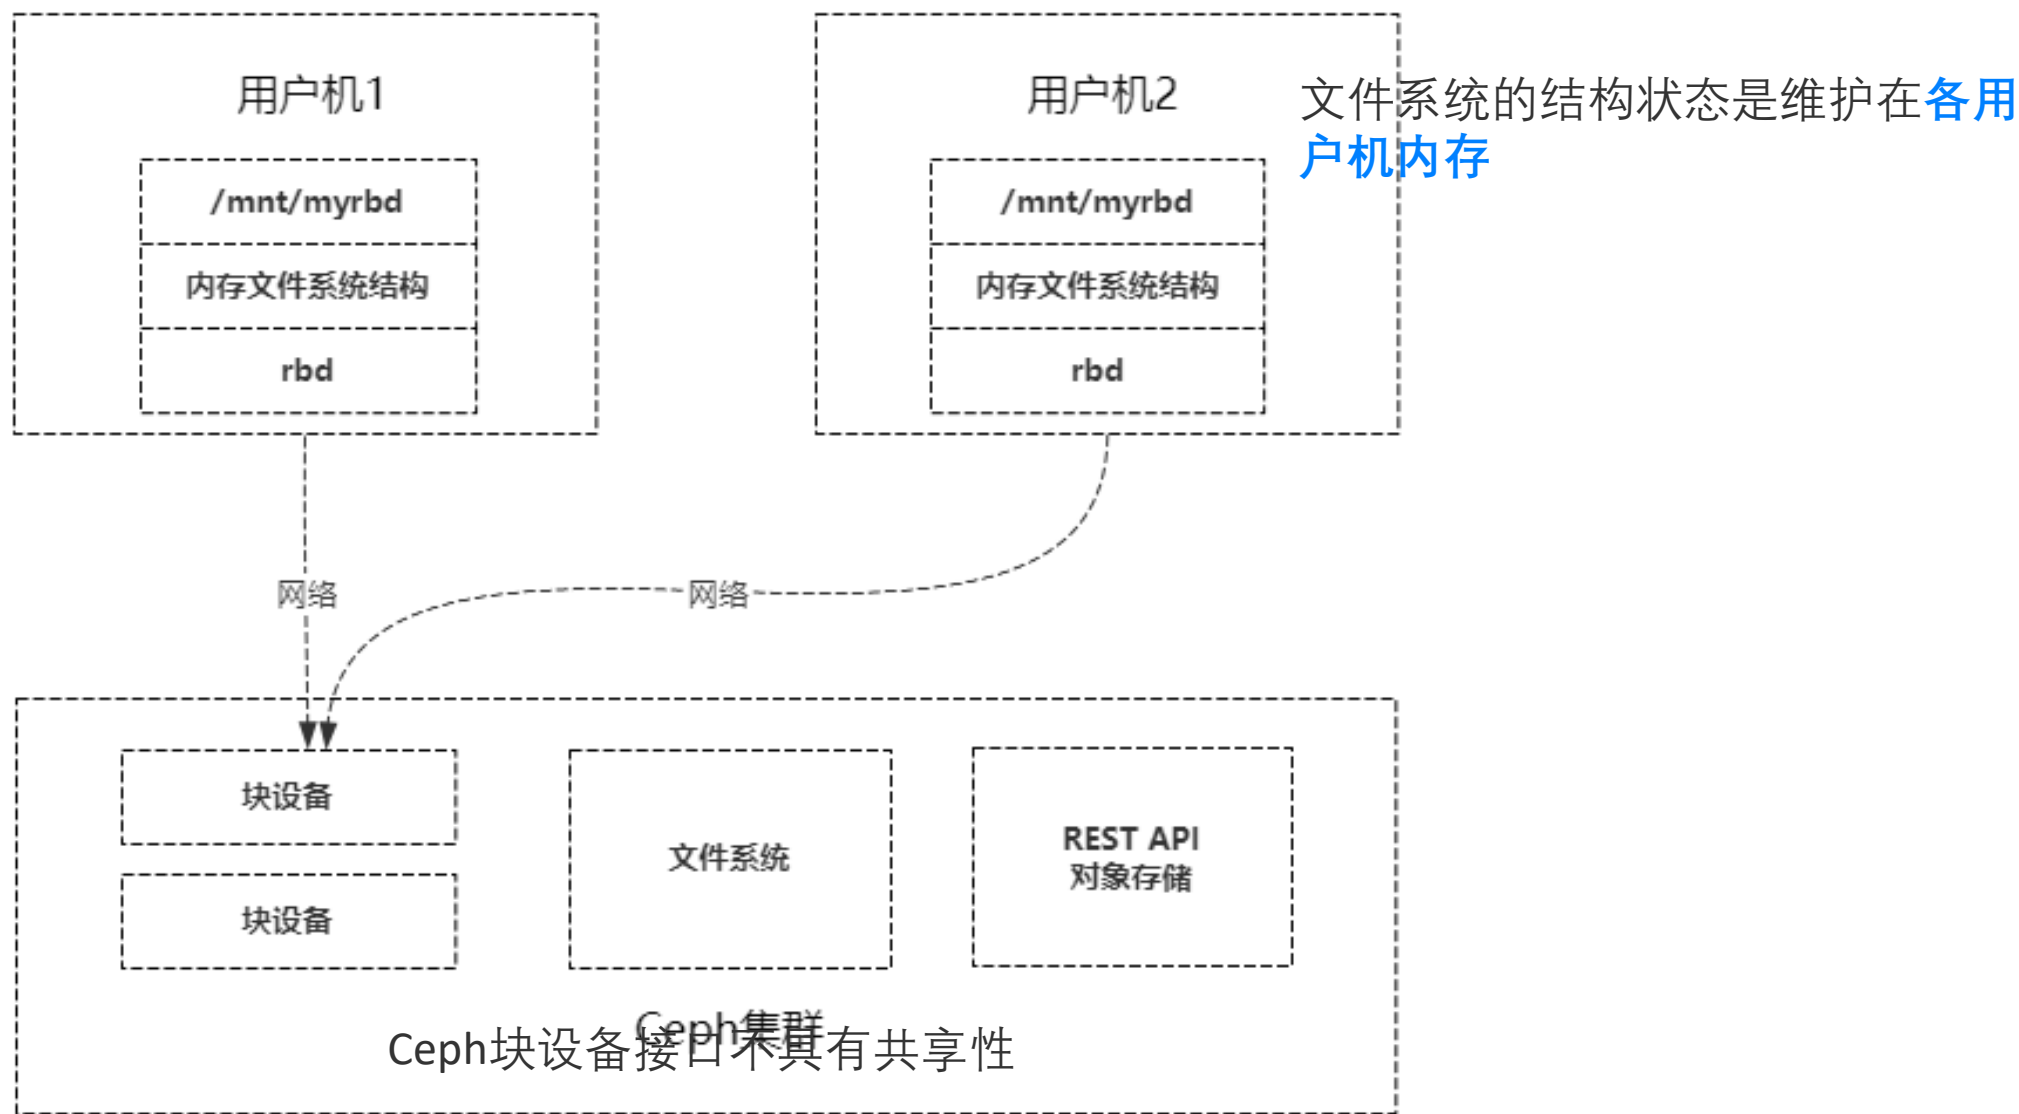 用户机1
/mnt/myrbd
内存文件系统结构
rbd
用户机2
/mnt/myrbd
内存文件系统结构
rbd
文件系统的结构状态是维护在各用
户机内存
网络
网络
块设备
块设备
文件系统
REST API
对象存储
Ceph集群
Ceph块设备接口不具有共享性